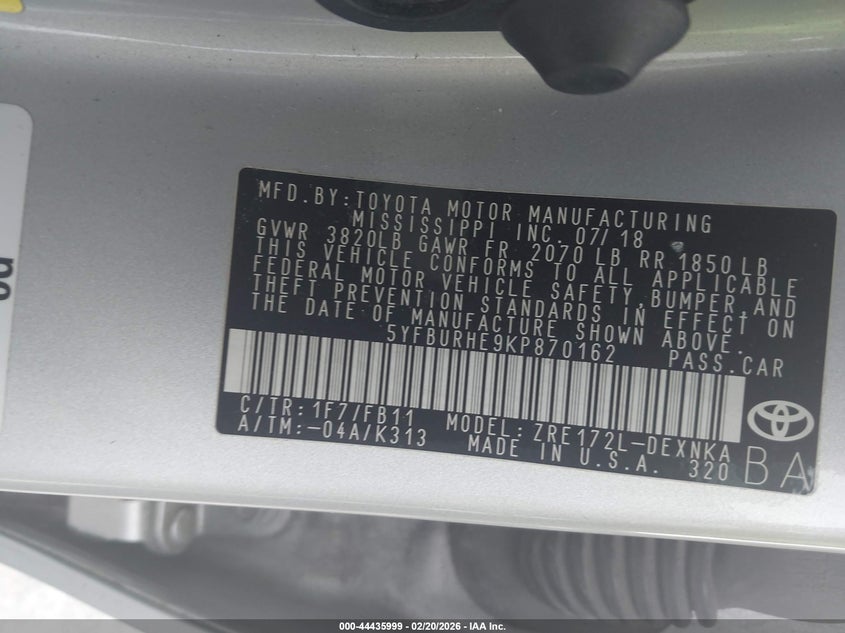 MFD.BY:TOYOTA MOTOR MANUFACTURING
MISSISSIPPI INC. 07/18
GVWR 3820LB GAWR FR 2070 LB RR 1850 LB
THIS VEHICLE CONFORMS TO ALL APPLICABLE
FEDERAL MOTOR VEHICLE SAFETY,BUMPER,AND
THEFT PREVENTION STANDARDS IN EFFECT ON
THE DATE OF MANUFACTURE SHOWN ABOVE.
5YFBURHE9KP870162 PASS.CAR
C/TR:1F7/FB11 MODEL:ZRE172L-DEXNKA
A/TM:-04A/K313 MADE IN U.S.A. 320
BA
000-44435999 — 02/20/2026 — IAA Inc.